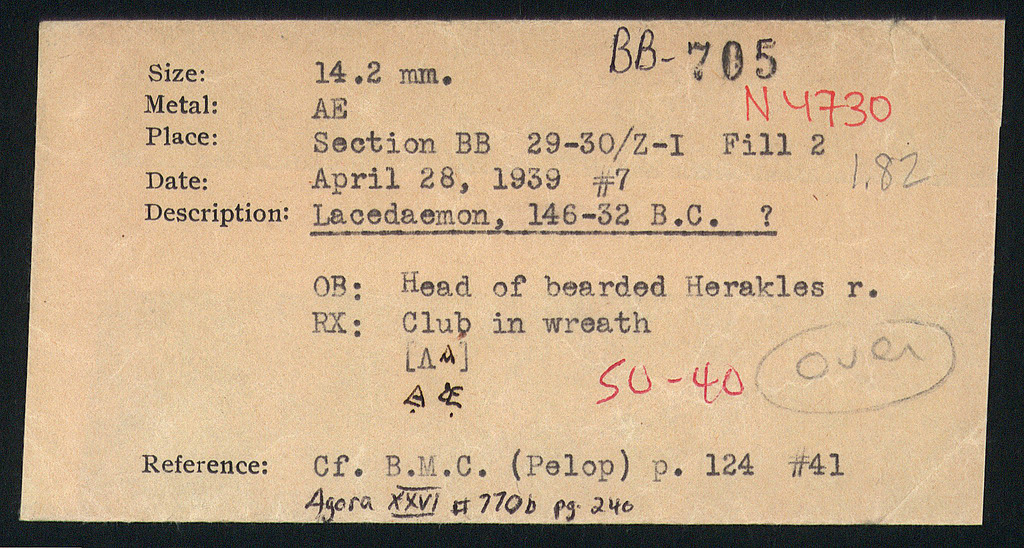 BB-705
Size: 14.2 mm.
N 4730
Metal: AE
Place: Section BB 29-30/Z-I Fill 2
1.82
Date: April 28, 1939 #7
Description: Lacedaemon, 146-32 B.C. ?
OB: Head of bearded Herakles r.
RX: Club in wreath
[ΛΑ]
over
50-40
Reference: Cf. B.M.C. (Pelop) p. 124 #41
Agora XXVI #770b pg. 240